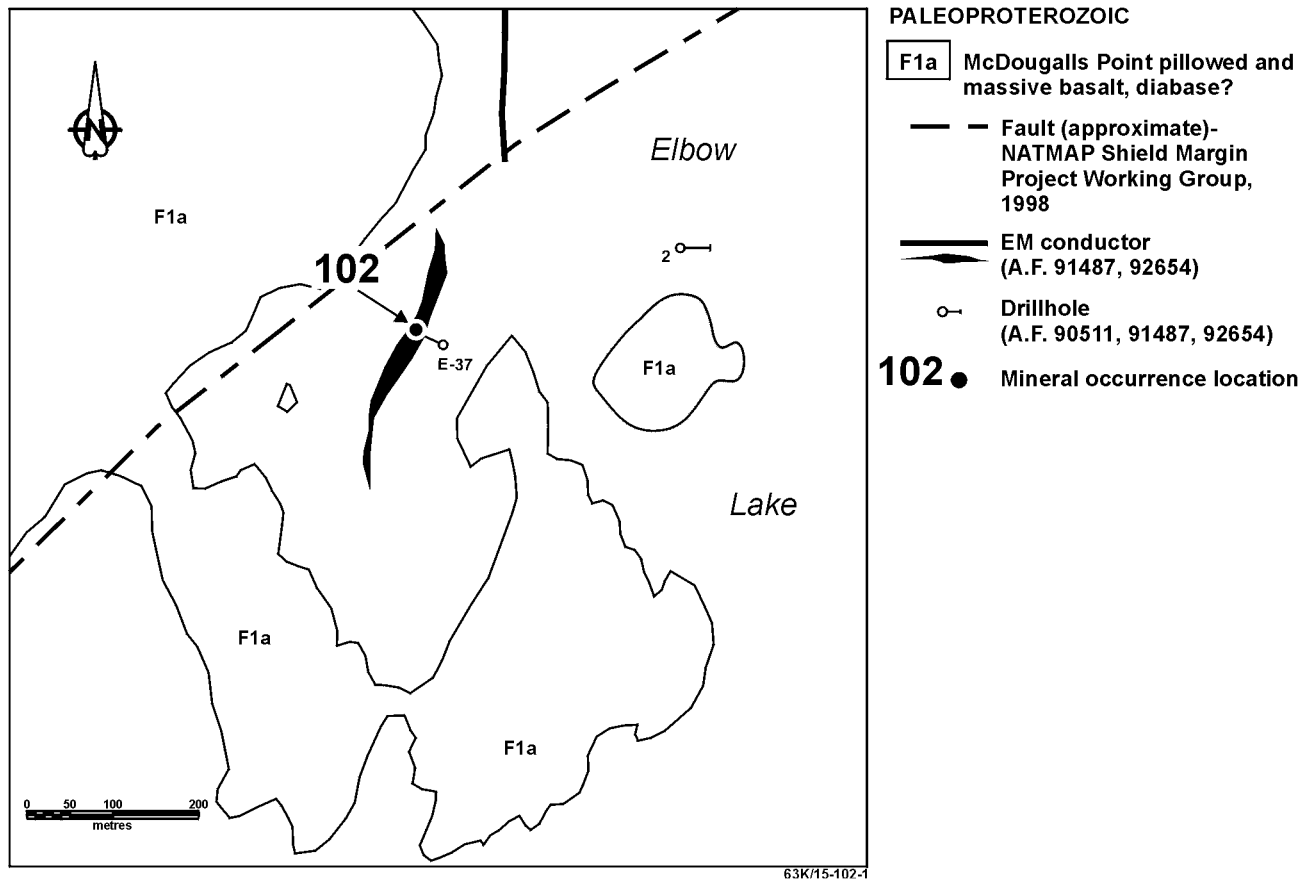 N
F1a
102
Elbow
2
E-37
F1a
Lake
F1a
F1a
0 50 100 200
metres
63K/15-102-1
PALEOPROTEROZOIC
F1a
McDougalls Point pillowed and
massive basalt, diabase?
Fault (approximate)-
NATMAP Shield Margin
Project Working Group,
1998
EM conductor
(A.F. 91487, 92654)
Drillhole
(A.F. 90511, 91487, 92654)
102
Mineral occurrence location